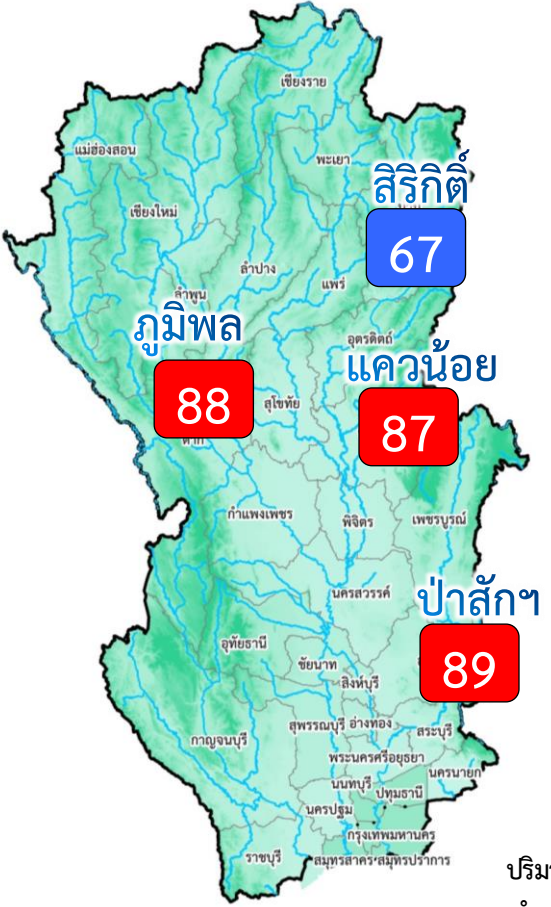 เชียงราย
แม่ฮ่องสอน
พะเยา
สิริกิติ์
67
เชียงใหม่
ลำปาง
แพร่
ลำพูน
ภูมิพล
88
อุตรดิตถ์
แควน้อย
87
สุโขทัย
ตาก
กำแพงเพชร
พิจิตร
เพชรบูรณ์
นครสวรรค์
ป่าสักฯ
89
อุทัยธานี
ชัยนาท
สิงห์บุรี
สุพรรณบุรี อ่างทอง
สระบุรี
กาญจนบุรี
พระนครศรีอยุธยา
นครนายก
นนทบุรี
ปทุมธานี
นครปฐม
กรุงเทพมหานคร
ราชบุรี
สมุทรสาคร สมุทรปราการ